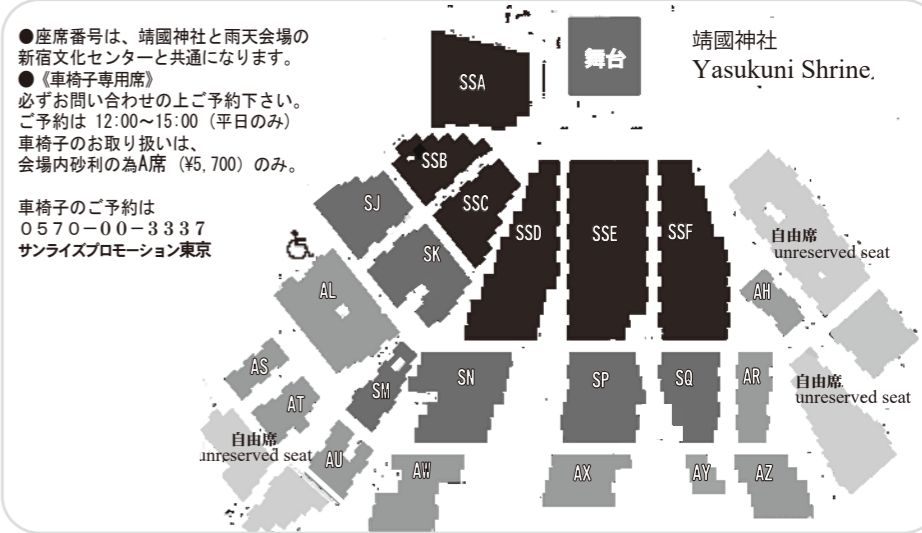 ●座席番号は、靖國神社と雨天会場の
新宿文化センターと共通になります。
●《車椅子専用席》
必ずお問い合わせの上ご予約下さい。
ご予約は 12:00～15:00（平日のみ）
車椅子のお取り扱いは、
会場内砂利の為A席（¥5,700）のみ。
車椅子のご予約は
０５７０－００－３３３７
サンライズプロモーション東京
舞台
靖國神社
Yasukuni Shrine
SSA
SSB
SSC
SSD
SSE
SSF
SJ
SK
AL
自由席
unreserved seat
AH
AS
AT
SM
SN
SP
SQ
AR
自由席
unreserved seat
自由席
unreserved seat
AU
AW
AX
AY
AZ